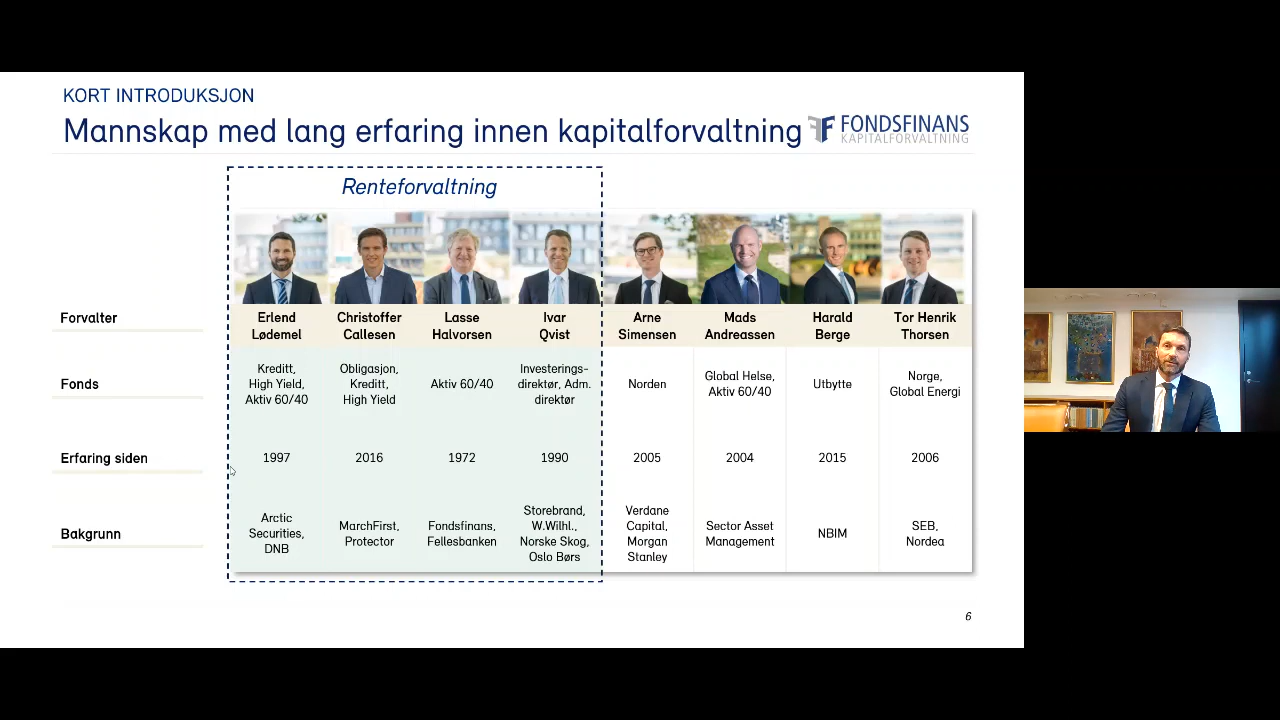 KORT INTRODUKSJON
Mannskap med lang erfaring innen kapitalforvaltning
FONDSFINANS
KAPITALFORVALTNING
Renteforvaltning
Forvalter
Erlend
Lødemel
Christoffer
Callesen
Lasse
Halvorsen
Ivar
Qvist
Arne
Simensen
Mads
Andreassen
Harald
Berge
Tor Henrik
Thorsen
Fonds
Kreditt,
High Yield,
Aktiv 60/40
Obligasjon,
Kreditt,
High Yield
Aktiv 60/40
Investerings-
direktør, Adm.
direktør
Norden
Global Helse,
Aktiv 60/40
Utbytte
Norge,
Global Energi
Erfaring siden
1997
2016
1972
1990
2005
2004
2015
2006
Bakgrunn
Arctic
Securities,
DNB
MarchFirst,
Protector
Fondsfinans,
Fellesbanken
Storebrand,
W.Wilhl.,
Norske Skog,
Oslo Børs
Verdane
Capital,
Morgan
Stanley
Sector Asset
Management
NBIM
SEB,
Nordea
6